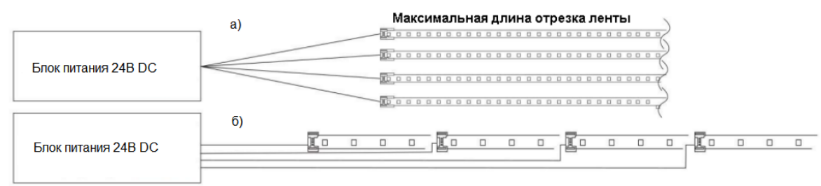 а)
Максимальная длина отрезка ленты
Блок питания 24В DC
б)
Блок питания 24В DC